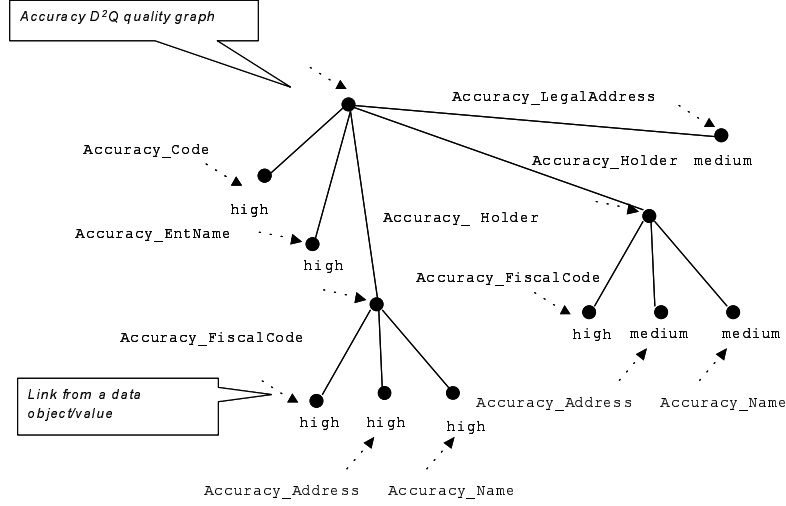 Accuracy D²Q quality graph
Accuracy_LegalAddress
Accuracy_Code
Accuracy_Holder medium
high
Accuracy_ Holder
Accuracy_EntName
high
Accuracy_FiscalCode
high medium medium
Accuracy_FiscalCode
Link from a data
object/value
Accuracy_Address Accuracy_Name
high high high
Accuracy_Address Accuracy_Name